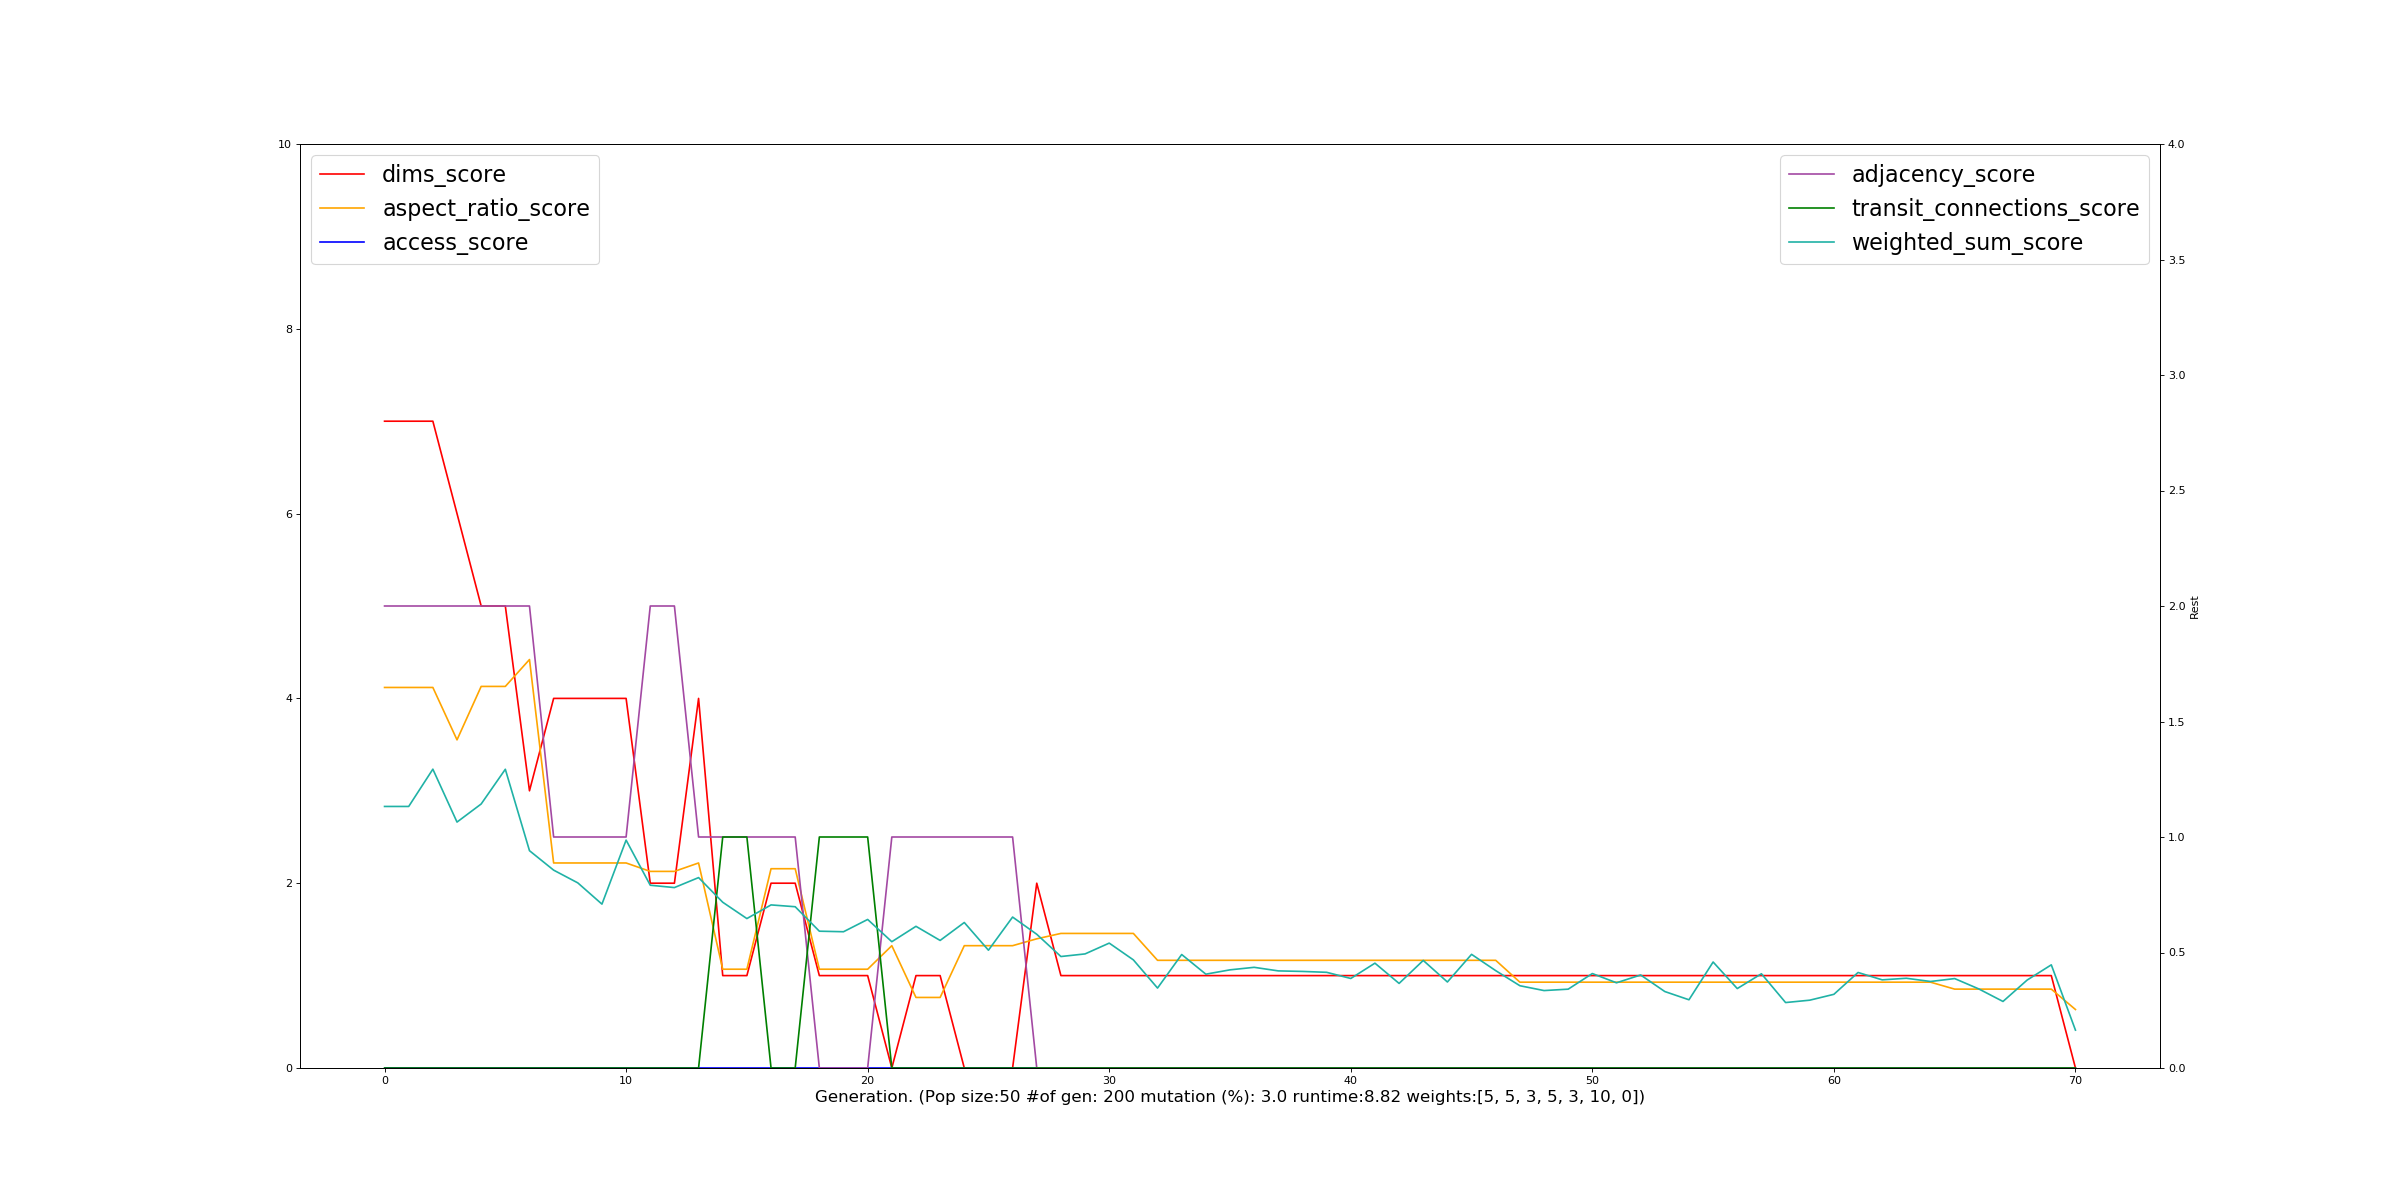 10
8
6
4
2
0
dims_score
aspect_ratio_score
access_score
adjacency_score
transit_connections_score
weighted_sum_score
4.0
3.5
3.0
2.5
2.0
1.5
1.0
0.5
0.0
Rest
0 10 20 30 40 50 60 70
Generation. (Pop size:50 #of gen: 200 mutation (%): 3.0 runtime:8.82 weights:[5, 5, 3, 5, 3, 10, 0])